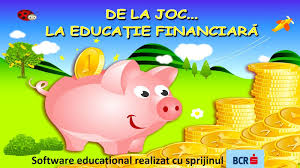 DE LA JOC...
LA EDUCAȚIE FINANCIARĂ
Software educational realizat cu sprijinul BCR